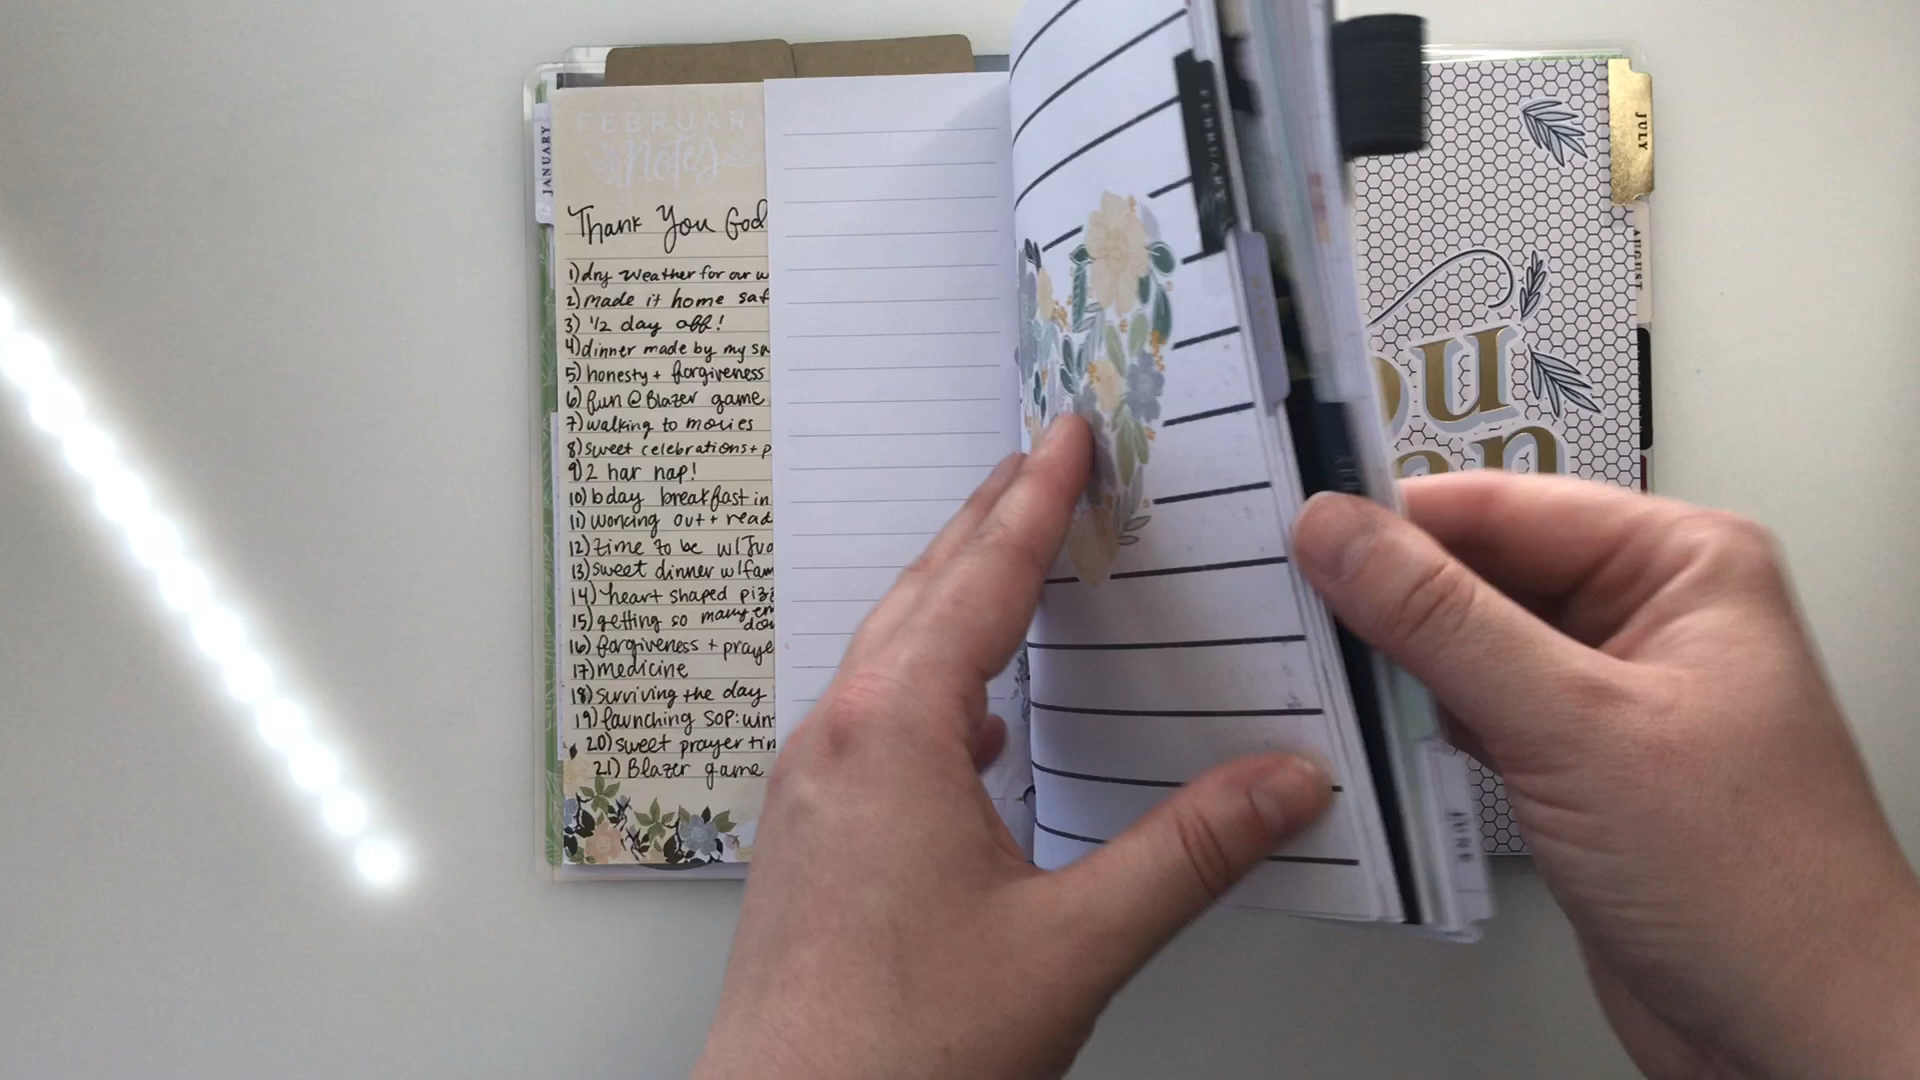 JANUARY
FEBRUARY
notes
Thank You God
1) dry weather for our
2) made it home saf
3) 1/2 day off!
4) dinner made by my
5) honesty + forgiveness
6) fun @ Blazer game
7) walking to movies
8) sweet celebrations + p
9) 2 har nap!
10) bday breakfast in
11) working out + read
12) time to be w/
13) sweet dinner w/ fam
14) heart shaped
15) getting so many
16) forgiveness + praye
17) medicine
18) surviving the day
19) launching SOP: win
20) sweet prayer tim
21) Blazer game
FEBRUARY
JUNE
JULY
AUGUST
ou
an